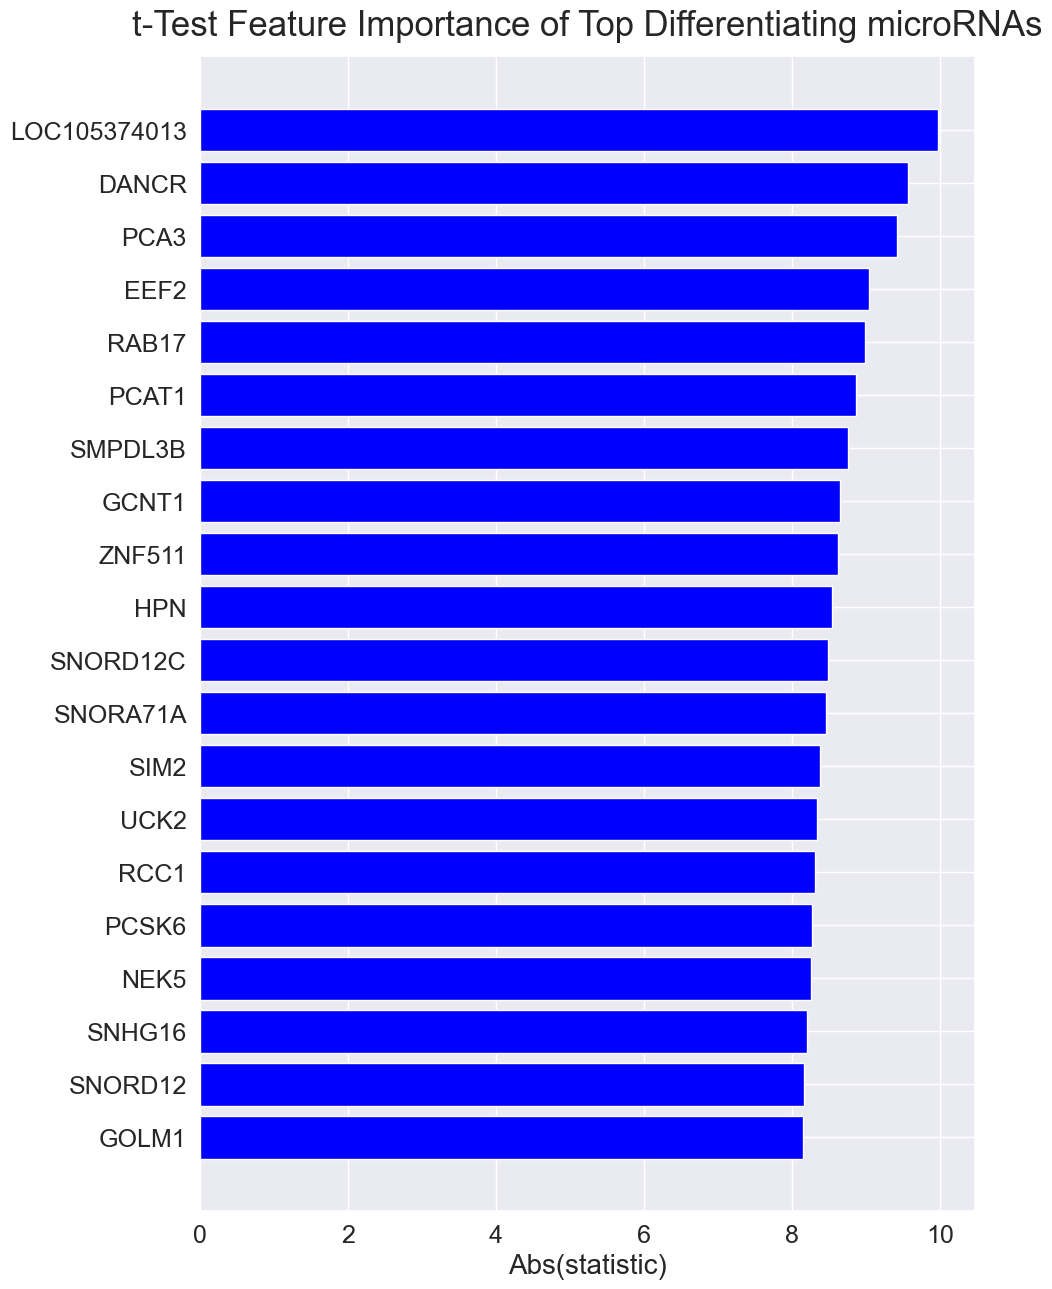 t-Test Feature Importance of Top Differentiating microRNAs
LOC105374013
DANCR
PCA3
EEF2
RAB17
PCAT1
SMPDL3B
GCNT1
ZNF511
HPN
SNORD12C
SNORA71A
SIM2
UCK2
RCC1
PCSK6
NEK5
SNHG16
SNORD12
GOLM1
0 2 4 6 8 10
Abs(statistic)